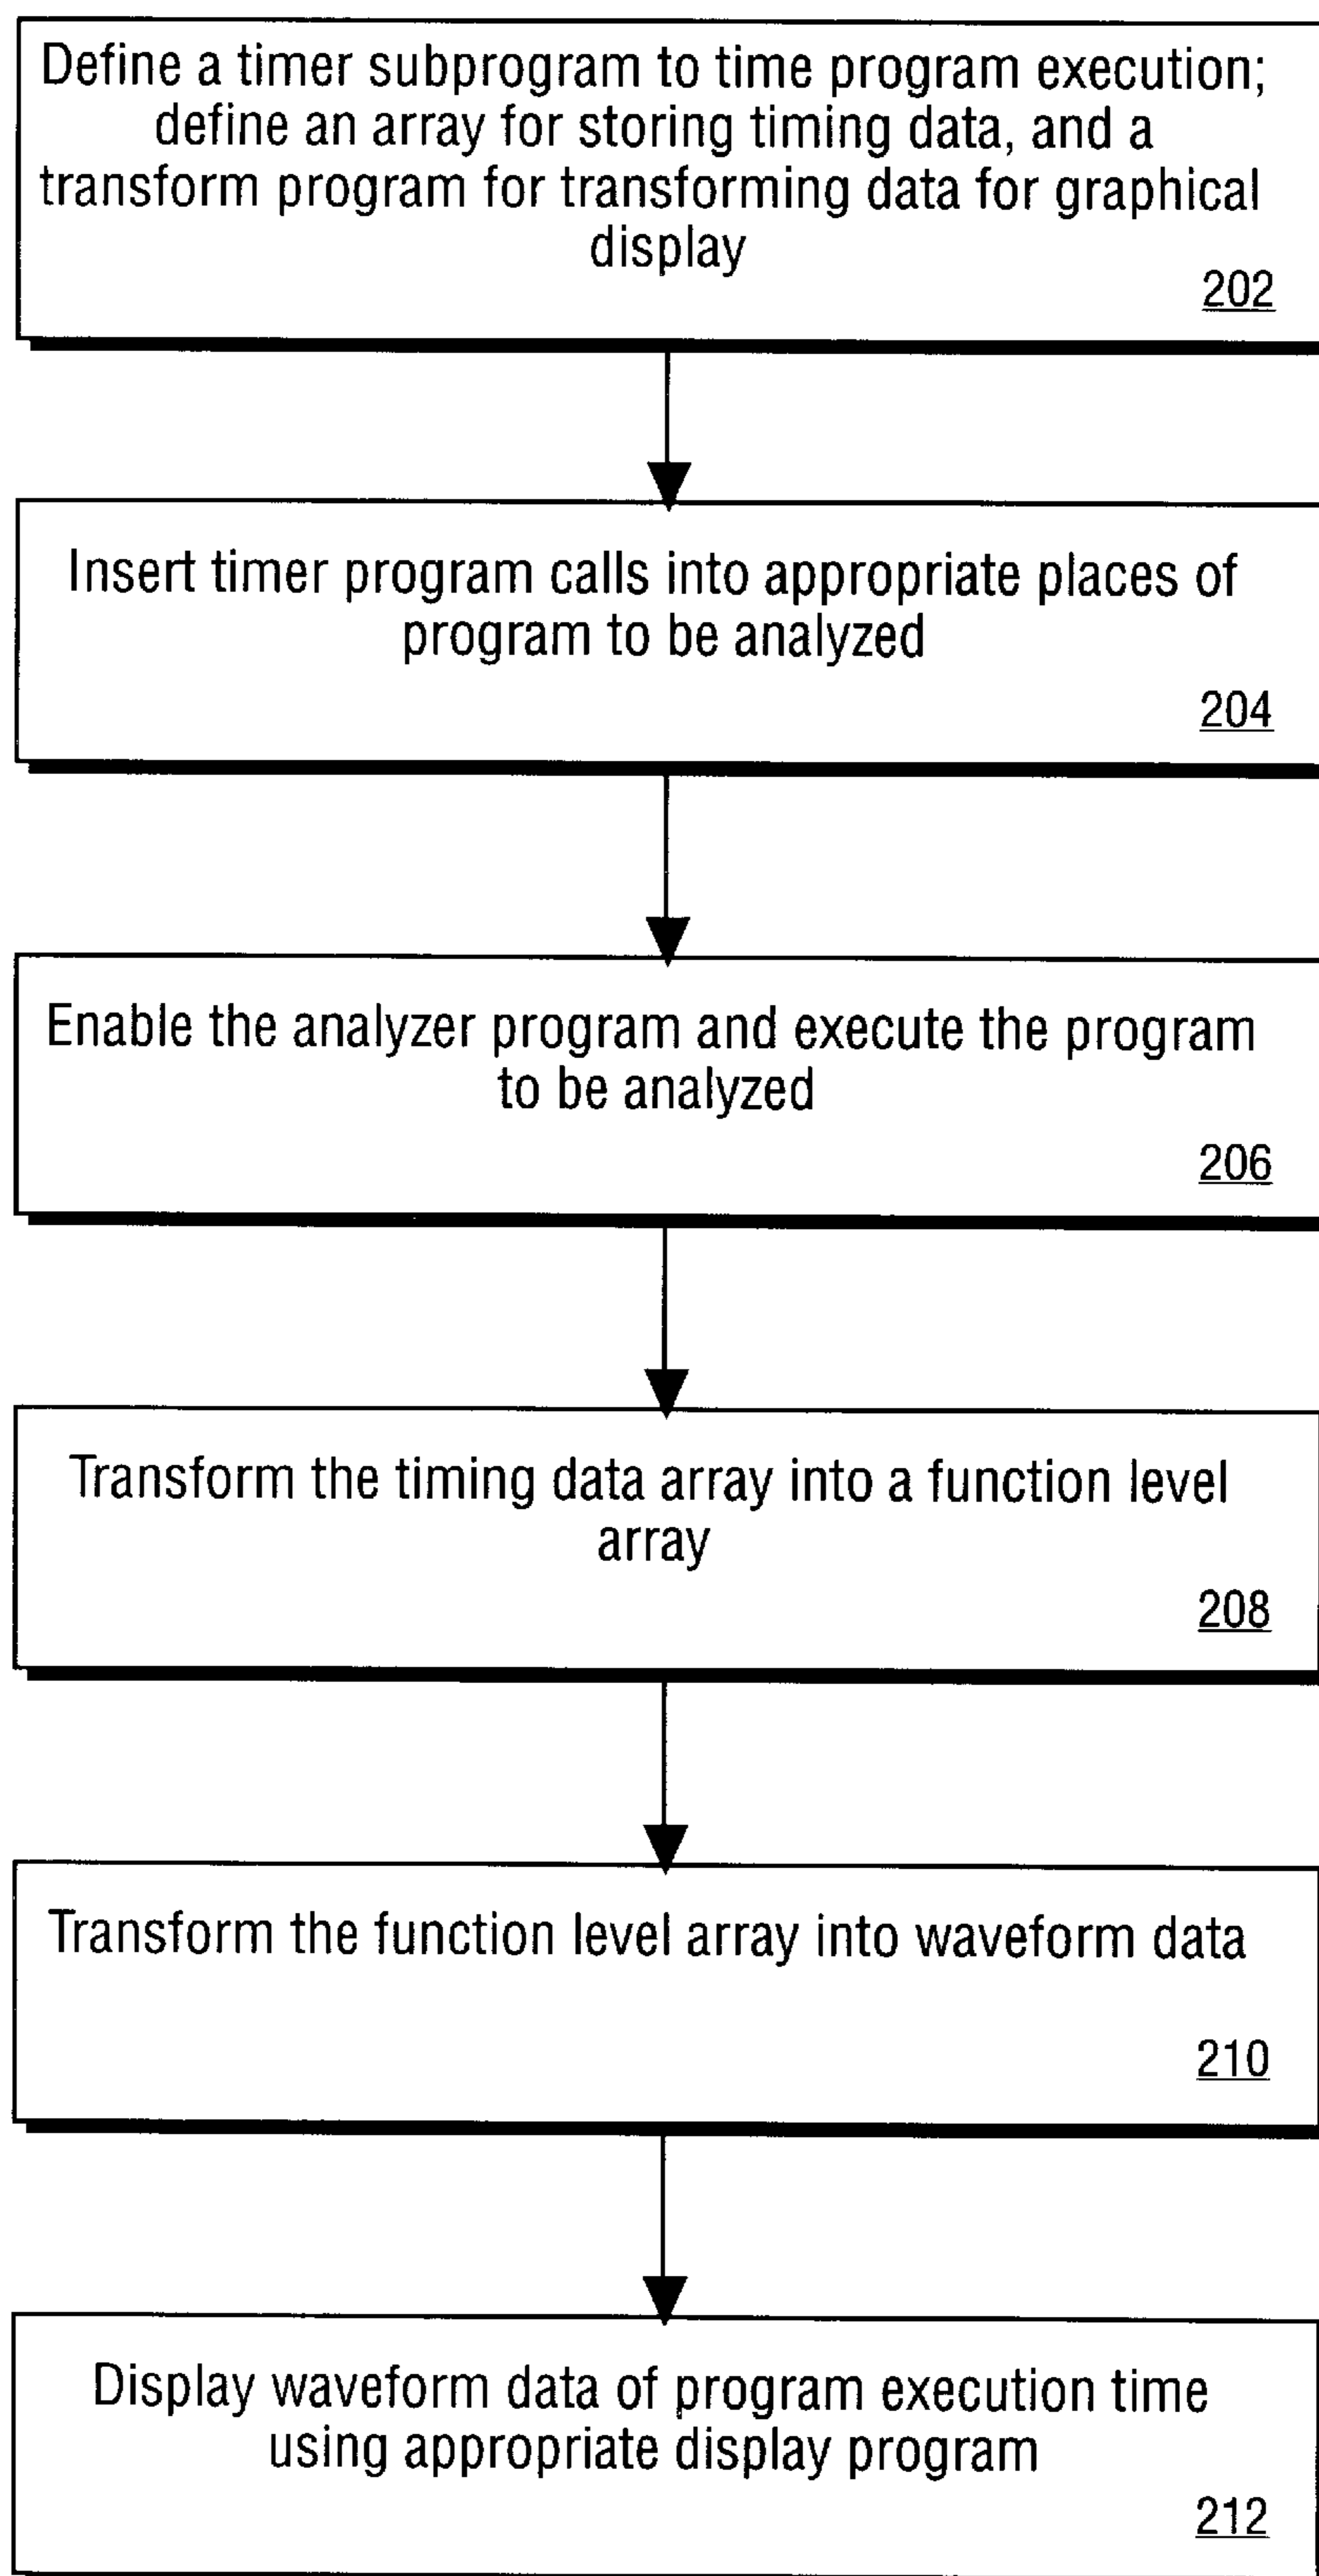 Define a timer subprogram to time program execution;
define an array for storing timing data, and a
transform program for transforming data for graphical
display
202
Insert timer program calls into appropriate places of
program to be analyzed
204
Enable the analyzer program and execute the program
to be analyzed
206
Transform the timing data array into a function level
array
208
Transform the function level array into waveform data
210
Display waveform data of program execution time
using appropriate display program
212